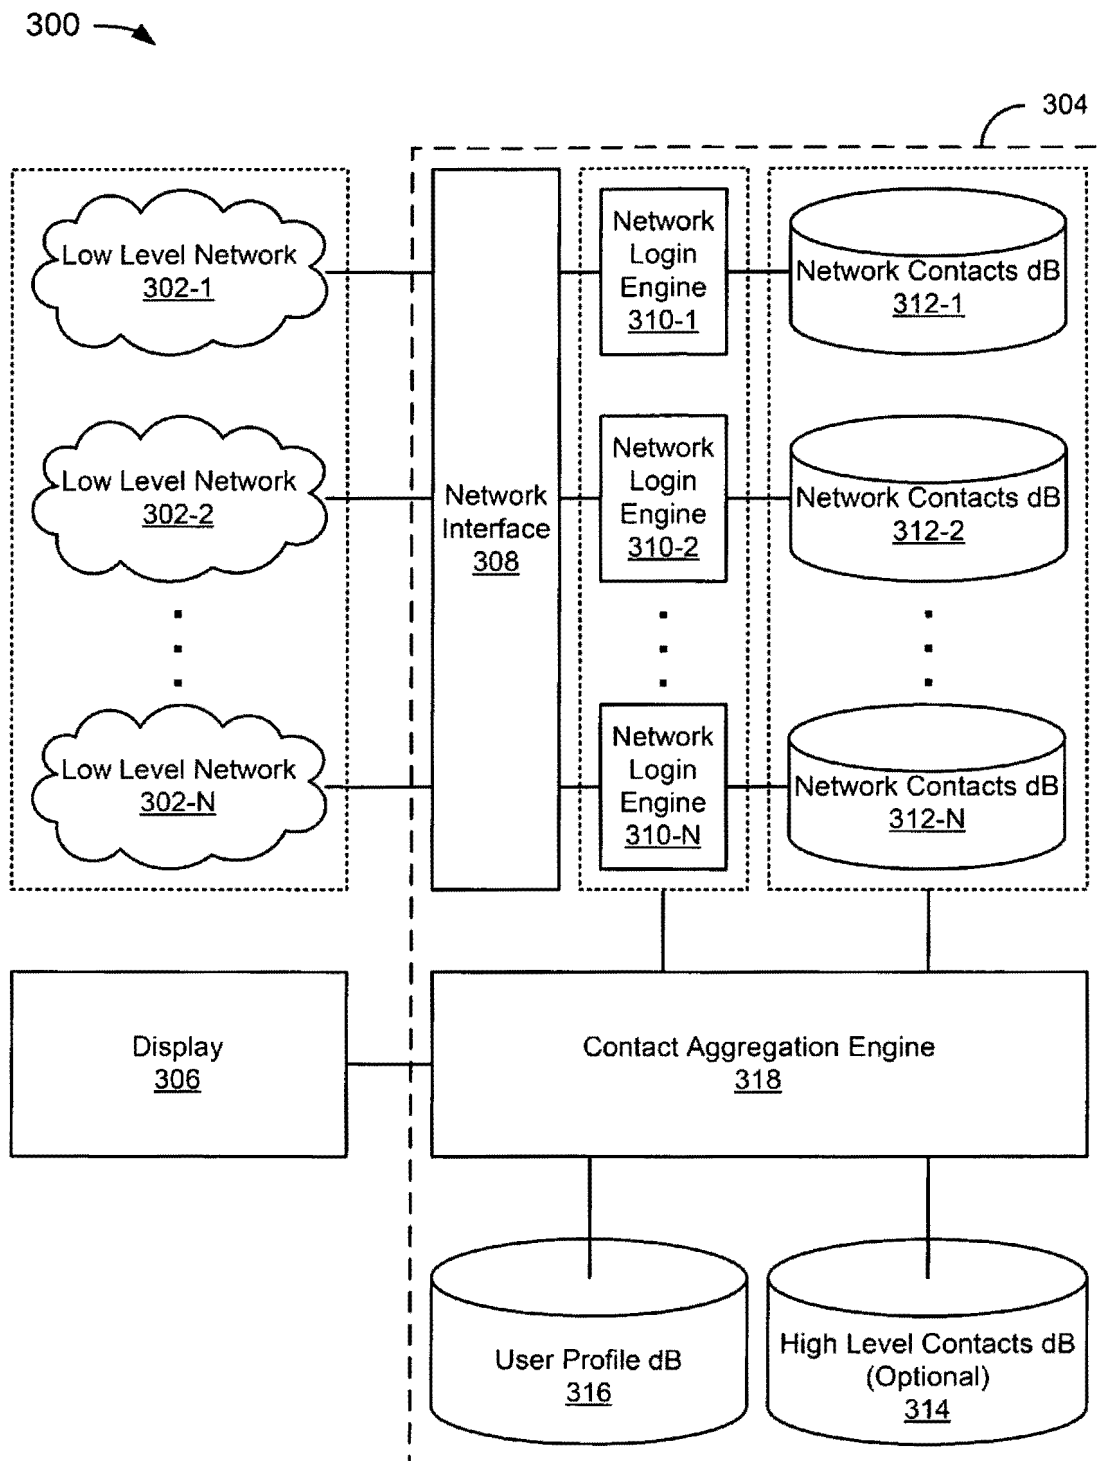 300
304
Low Level Network
302-1
Network
Login
Engine
310-1
Network Contacts dB
312-1
Low Level Network
302-2
Network
Interface
308
Network
Login
Engine
310-2
Network Contacts dB
312-2
Low Level Network
302-N
Network
Login
Engine
310-N
Network Contacts dB
312-N
Display
306
Contact Aggregation Engine
318
User Profile dB
316
High Level Contacts dB
(Optional)
314